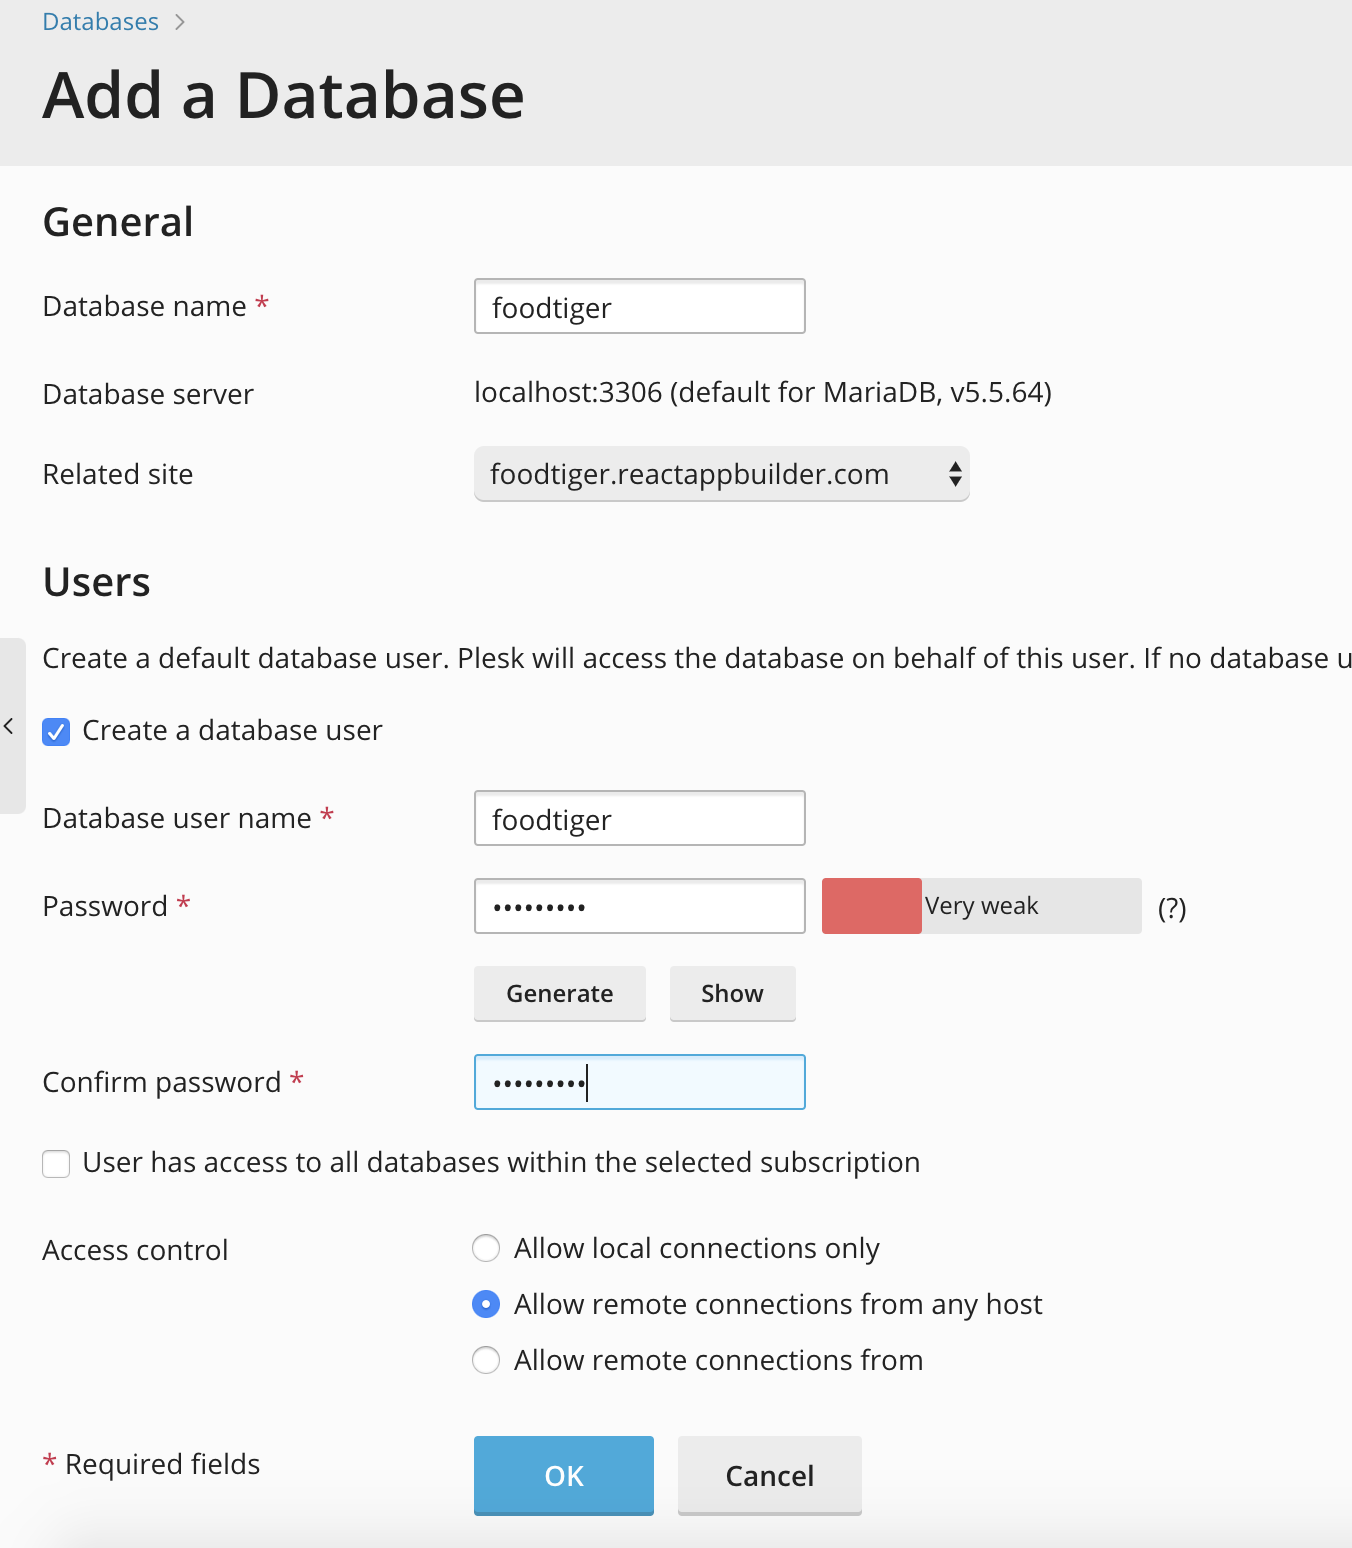 Databases >
Add a Database
General
Database name *
foodtiger
Database server
localhost:3306 (default for MariaDB, v5.5.64)
Related site
foodtiger.reactappbuilder.com
Users
Create a default database user. Plesk will access the database on behalf of this user. If no database u
Create a database user
Database user name *
foodtiger
Password *
•••••••••
Very weak
(?)
Generate
Show
Confirm password *
•••••••••
User has access to all databases within the selected subscription
Access control
Allow local connections only
Allow remote connections from any host
Allow remote connections from
* Required fields
OK
Cancel